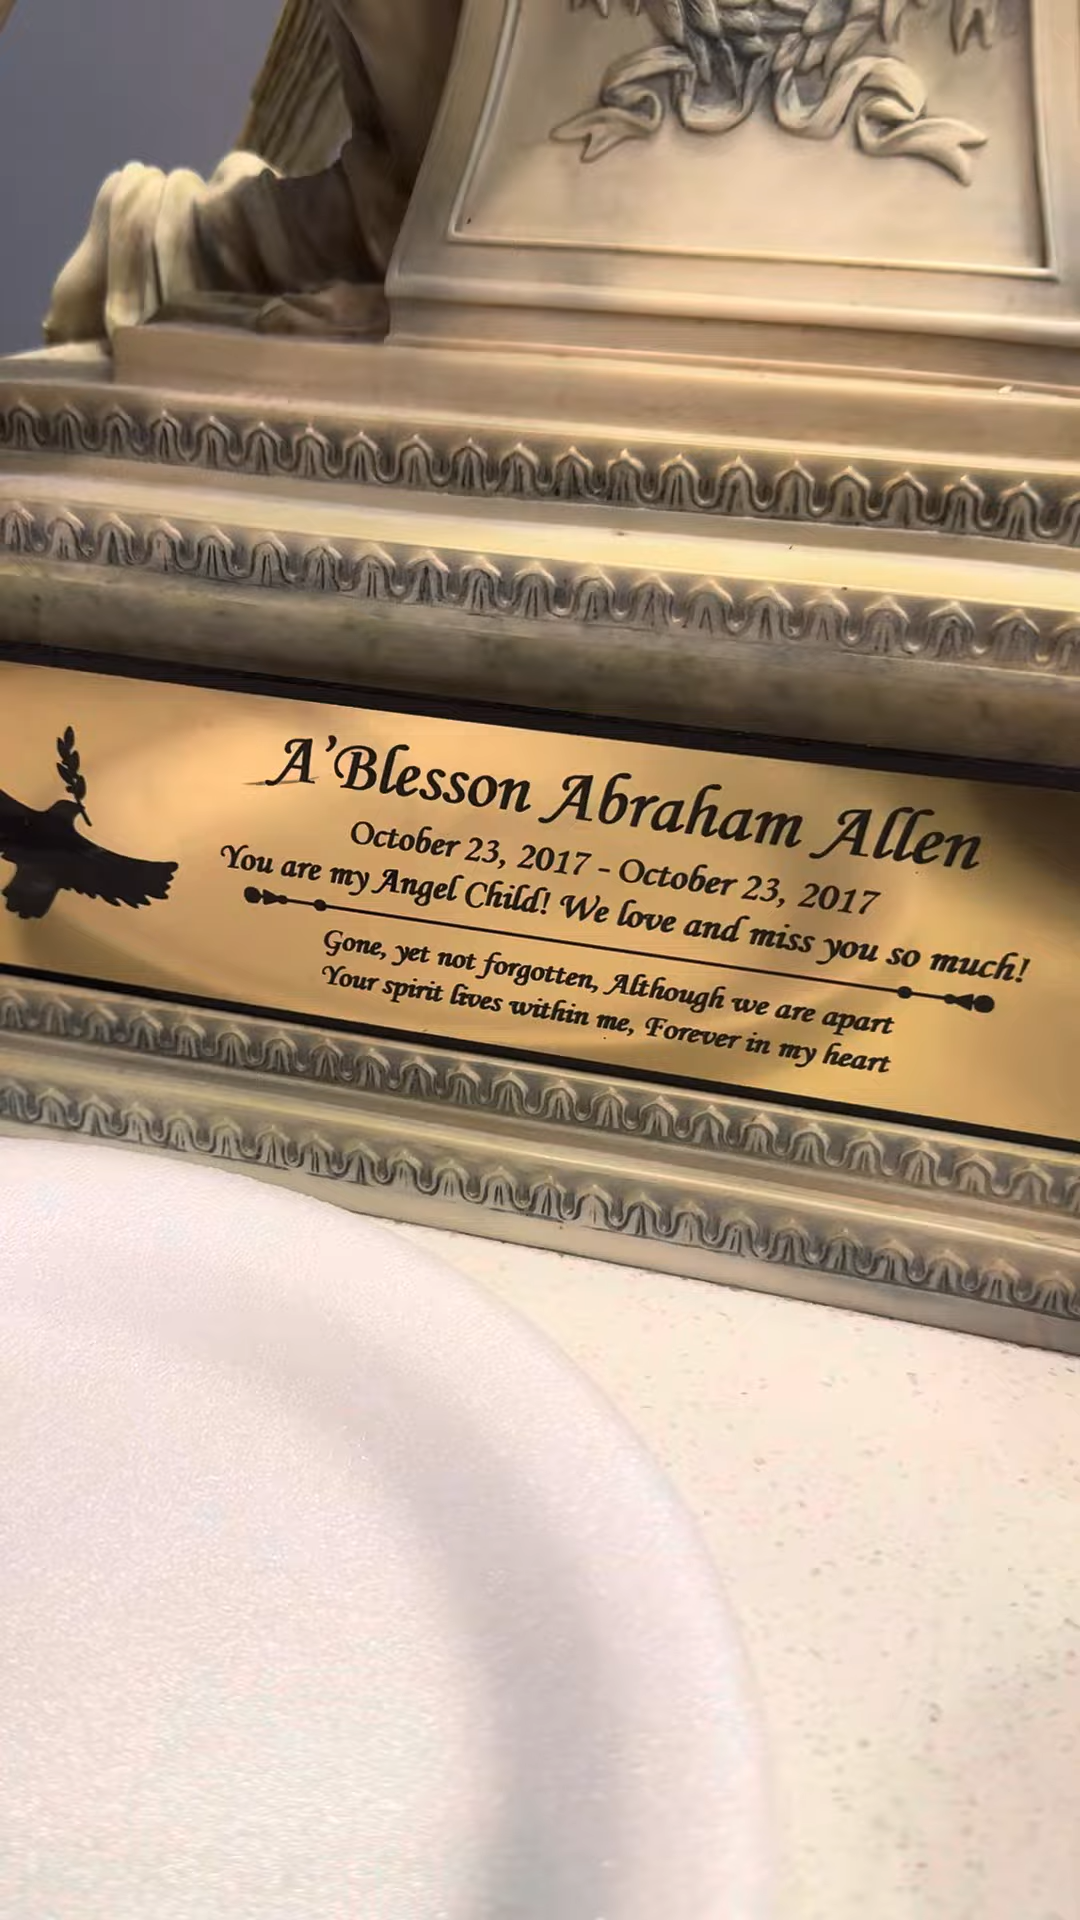 A'Blesson Abraham Allen
October 23, 2017 - October 23, 2017
You are my Angel Child! We love and miss you so much!
Gone, yet not forgotten, Although we are apart
Your spirit lives within me, Forever in my heart